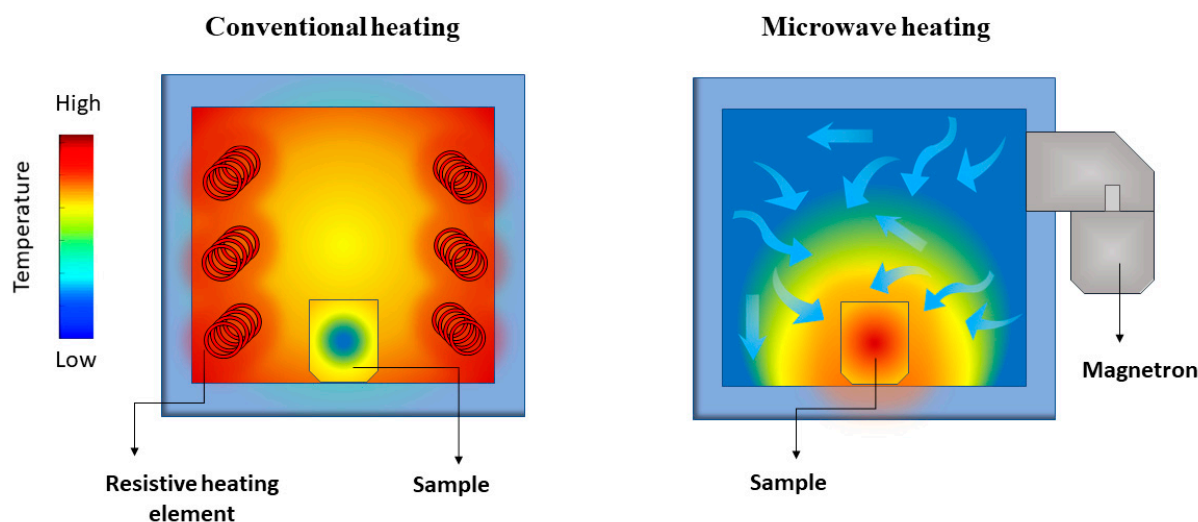 Conventional heating
Microwave heating
High
Temperature
Low
Resistive heating
element
Sample
Sample
Magnetron